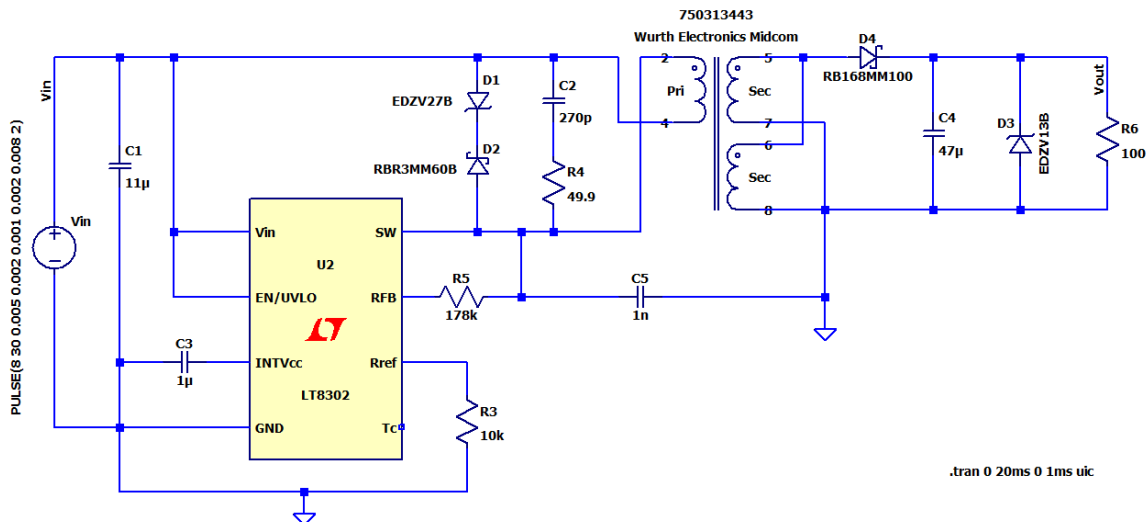 750313443
Wurth Electronics Midcom
Vin
PULSE(8 30 0.005 0.002 0.001 0.002 0.008 2)
Vin
C1
11µ
D1
EDZV27B
D2
RBR3MM60B
C2
270p
R4
49.9
2
Pri
4
5
Sec
7
6
Sec
8
D4
RB168MM100
C4
47µ
D3
EDZV13B
Vout
R6
100
Vin
SW
U2
EN/UVLO
RFB
R5
178k
C5
1n
C3
1µ
INTVcc
Rref
LT8302
GND
Tc
R3
10k
.tran 0 20ms 0 1ms uic